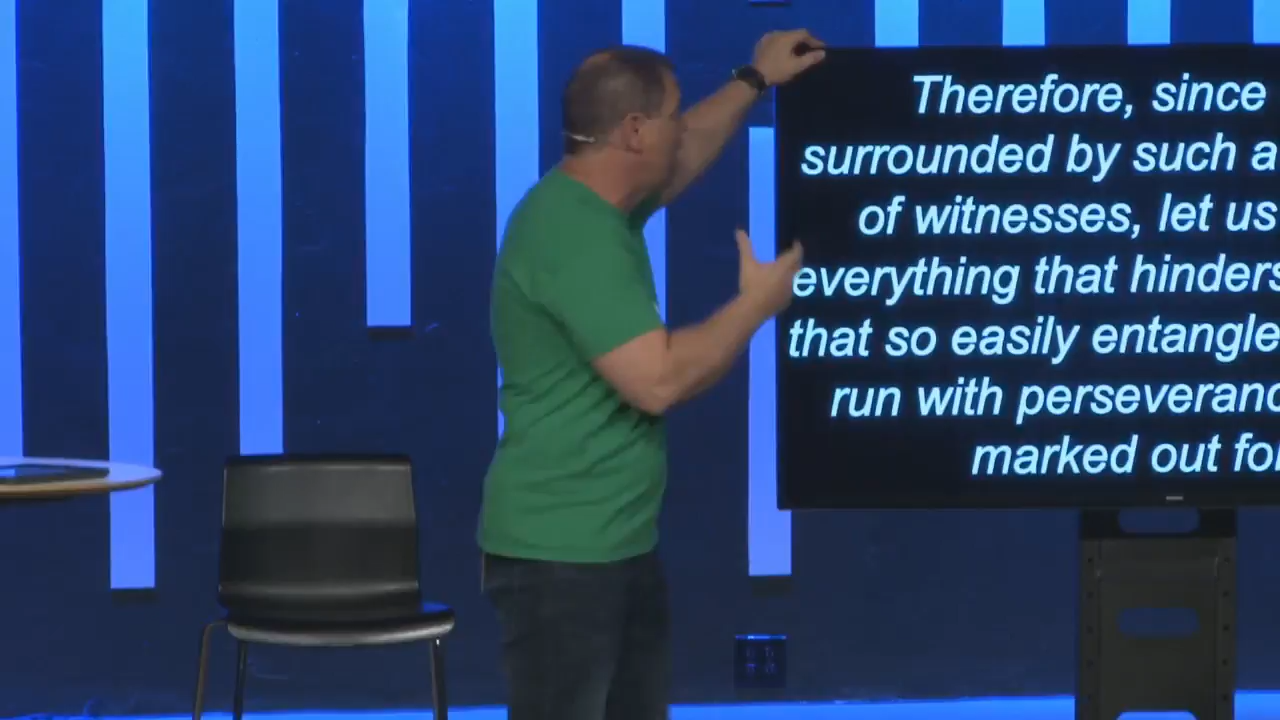 Therefore, since
surrounded by such a
of witnesses, let us
everything that hinders
that so easily entangle
run with perseveranc
marked out for